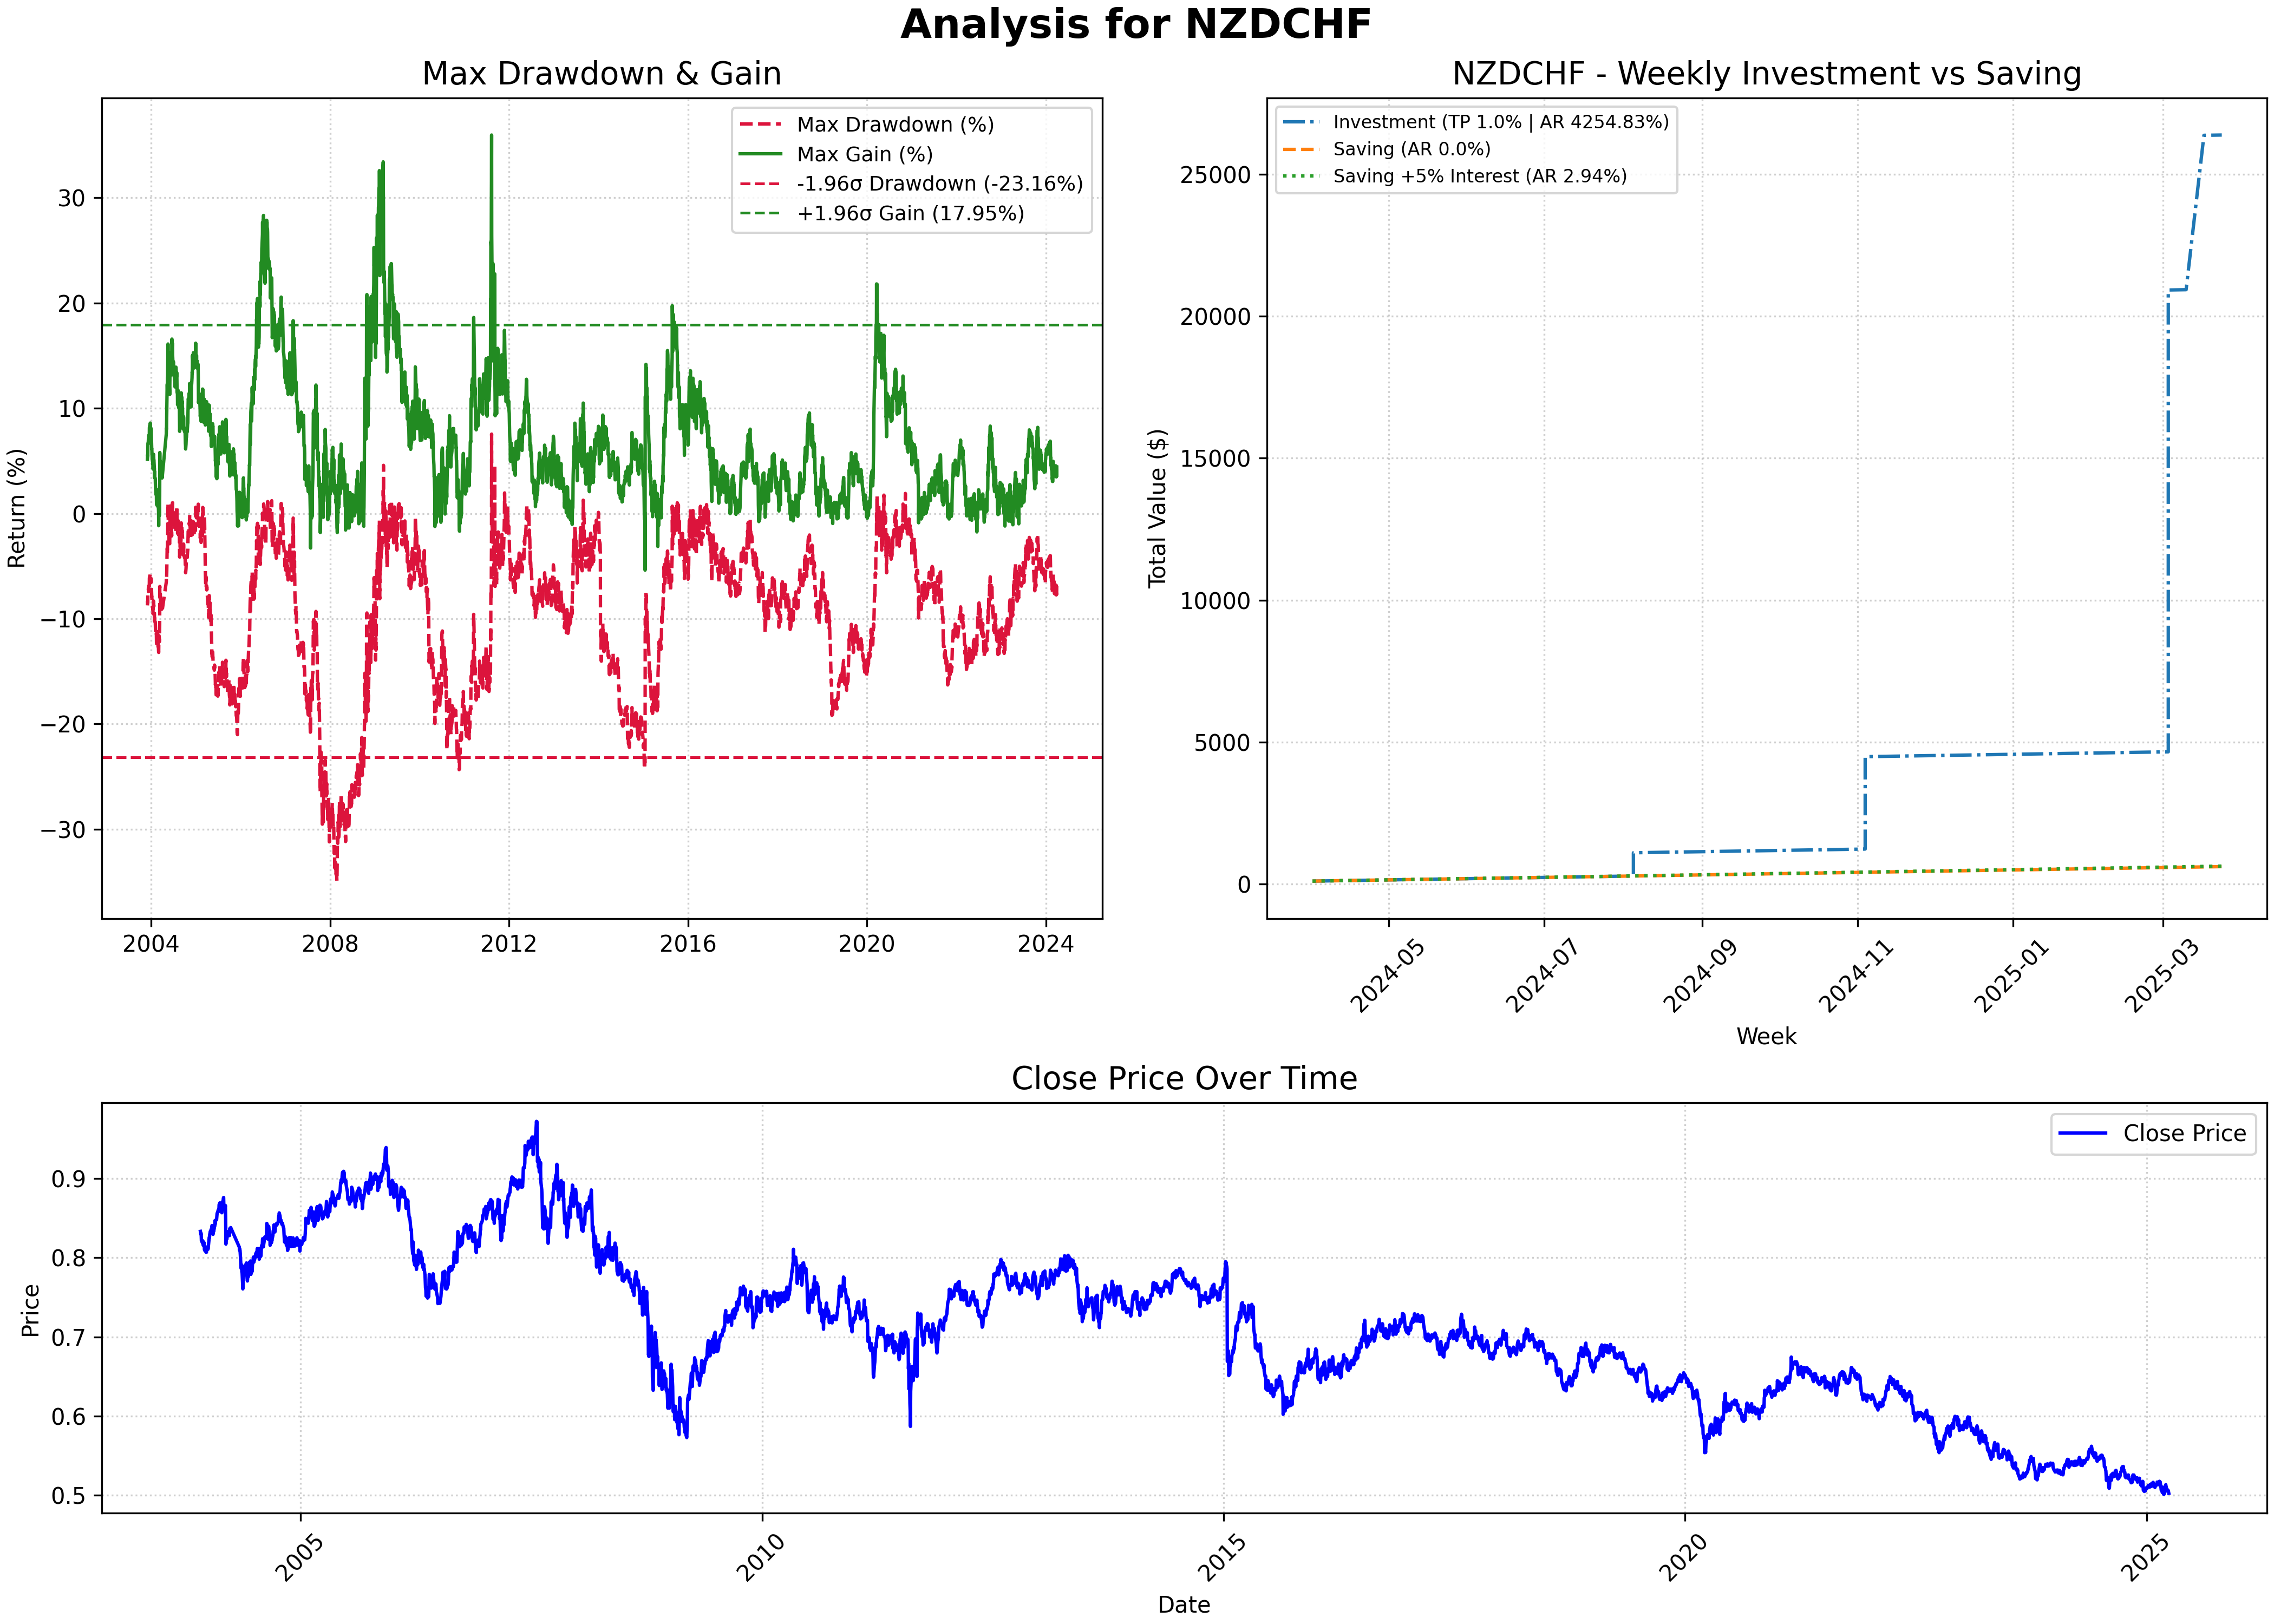 Analysis for NZDCHF
Max Drawdown & Gain
Return (%)
30
20
10
0
−10
−20
−30
2004
2008
2012
2016
2020
2024
Max Drawdown (%)
Max Gain (%)
-1.96σ Drawdown (-23.16%)
+1.96σ Gain (17.95%)
NZDCHF - Weekly Investment vs Saving
Total Value ($)
25000
20000
15000
10000
5000
0
2024-05
2024-07
2024-09
2024-11
2025-01
2025-03
Week
Investment (TP 1.0% | AR 4254.83%)
Saving (AR 0.0%)
Saving +5% Interest (AR 2.94%)
Close Price Over Time
Price
0.9
0.8
0.7
0.6
0.5
2005
2010
2015
2020
2025
Date
Close Price